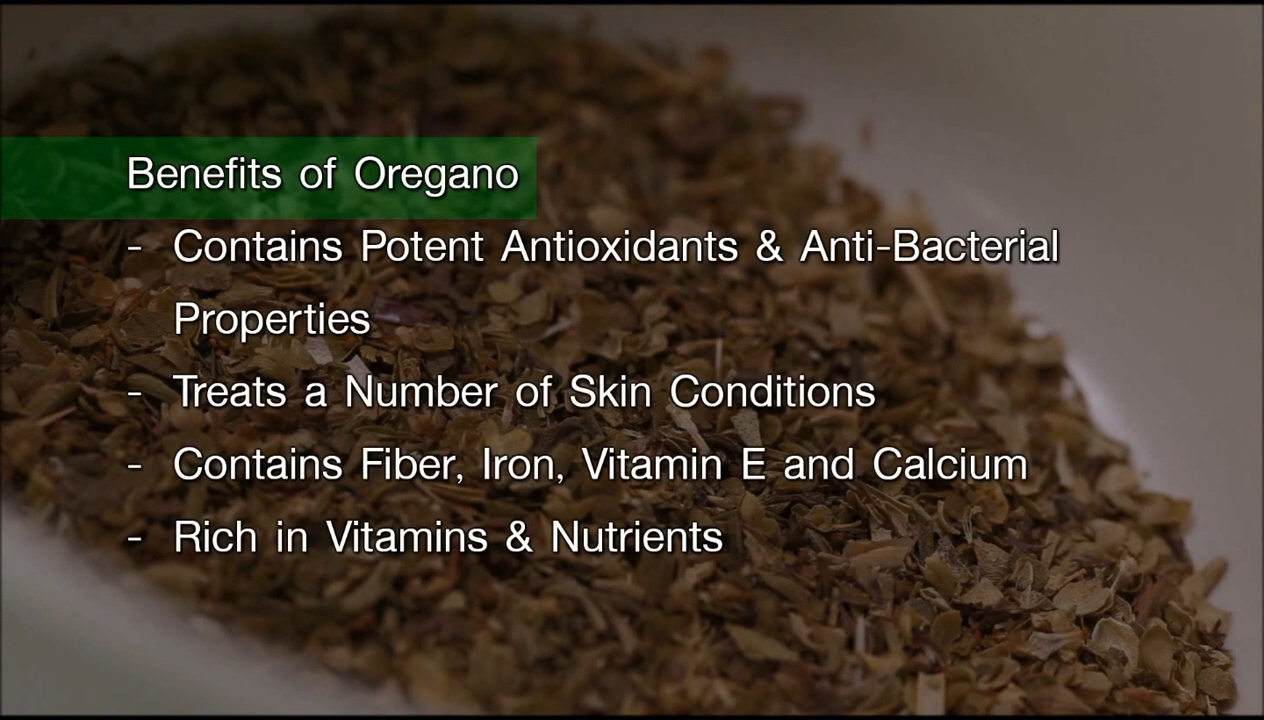 Benefits of Oregano
- Contains Potent Antioxidants & Anti-Bacterial
Properties
- Treats a Number of Skin Conditions
- Contains Fiber, Iron, Vitamin E and Calcium
- Rich in Vitamins & Nutrients